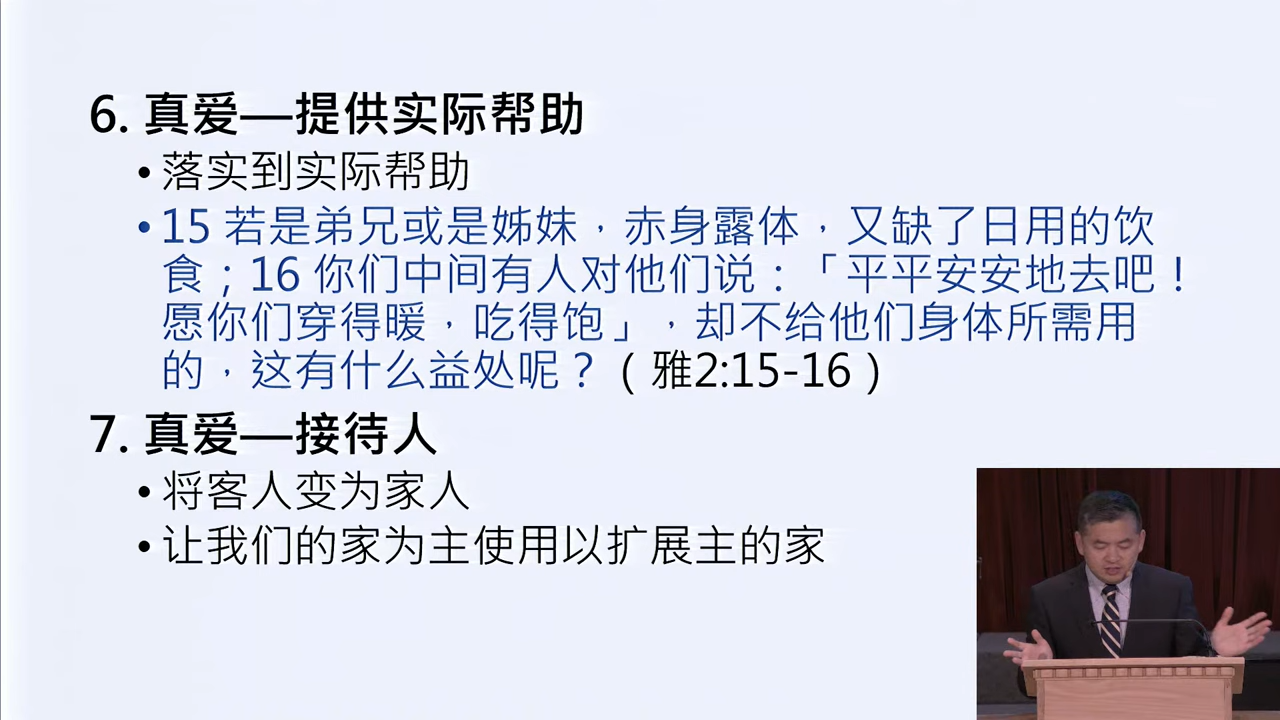 6. 真爱—提供实际帮助
•落实到实际帮助
•15 若是弟兄或是姊妹，赤身露体，又缺了日用的饮
食；16 你们中间有人对他们说：「平平安安地去吧！
愿你们穿得暖，吃得饱」，却不给他们身体所需用
的，这有什么益处呢？（雅2:15-16）
7. 真爱—接待人
•将客人变为家人
•让我们的家为主使用以扩展主的家